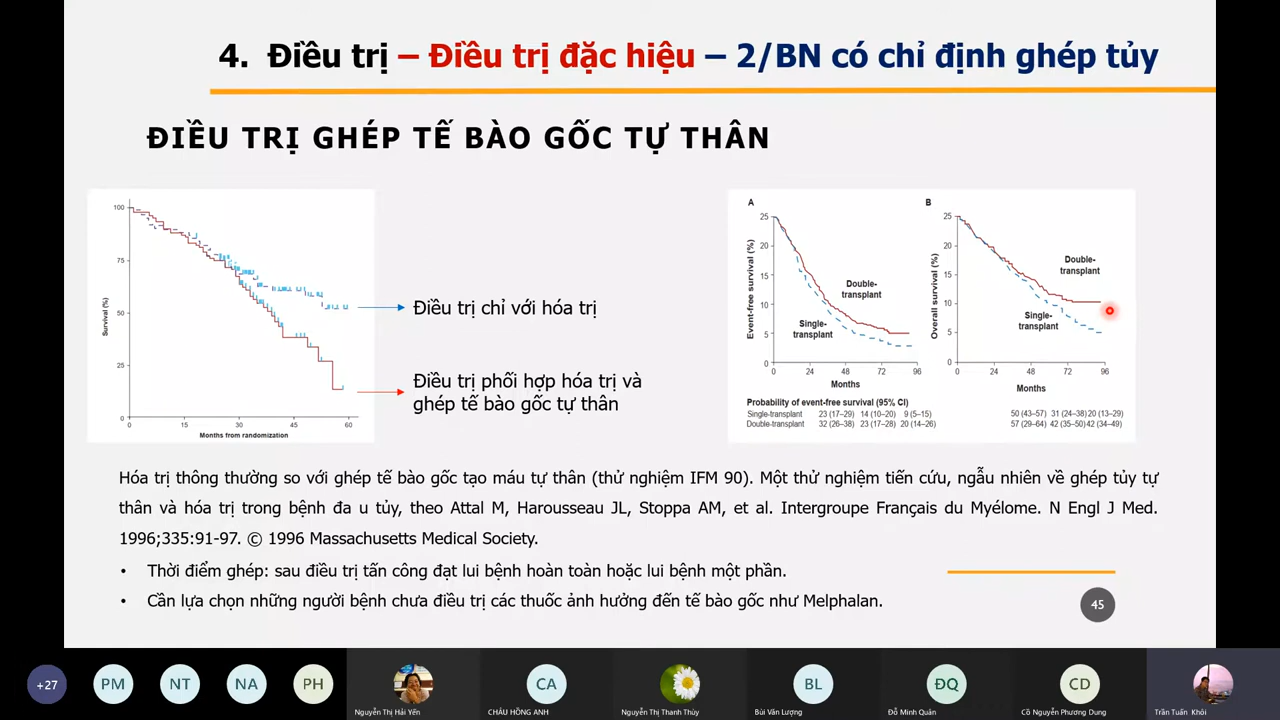 4. Điều trị – Điều trị đặc hiệu – 2/BN có chỉ định ghép tủy
ĐIỀU TRỊ GHÉP TẾ BÀO GỐC TỰ THÂN
100
75
50
25
0
Survival (%)
0 15 30 45 60
Months from randomization
Điều trị chỉ với hóa trị
Điều trị phối hợp hóa trị và
ghép tế bào gốc tự thân
A
25
20
15
10
5
0
Event-free survival (%)
Double-
transplant
Single-
transplant
0 24 48 72 96
Months
B
25
20
15
10
5
0
Overall survival (%)
Double-
transplant
Single-
transplant
0 24 48 72 96
Months
Probability of event-free survival (95% CI)
Single-transplant 23 (17–29) 14 (10–20) 9 (5–15) 50 (43–57) 31 (24–38) 20 (13–29)
Double-transplant 32 (26–38) 23 (17–28) 20 (14–26) 57 (29–64) 42 (35–50) 42 (34–49)
Hóa trị thông thường so với ghép tế bào gốc tạo máu tự thân (thử nghiệm IFM 90). Một thử nghiệm tiến cứu, ngẫu nhiên về ghép tủy tự
thân và hóa trị trong bệnh đa u tủy, theo Attal M, Harousseau JL, Stoppa AM, et al. Intergroupe Français du Myélome. N Engl J Med.
1996;335:91-97. © 1996 Massachusetts Medical Society.
• Thời điểm ghép: sau điều trị tấn công đạt lui bệnh hoàn toàn hoặc lui bệnh một phần.
• Cần lựa chọn những người bệnh chưa điều trị các thuốc ảnh hưởng đến tế bào gốc như Melphalan.
45
+27
PM
NT
NA
PH
Nguyễn Thị Hải Yến
CA
CHÂU HỒNG ANH
Nguyễn Thị Thanh Thủy
BL
Bùi Văn Lượng
ĐQ
Đỗ Minh Quân
CD
Cồ Nguyễn Phương Dung
Trần Tuấn Khôi